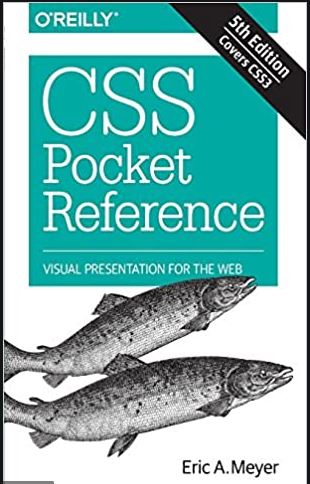 O'REILLY®
5th Edition
Covers CSS3
CSS
Pocket
Reference
VISUAL PRESENTATION FOR THE WEB
Eric A. Meyer